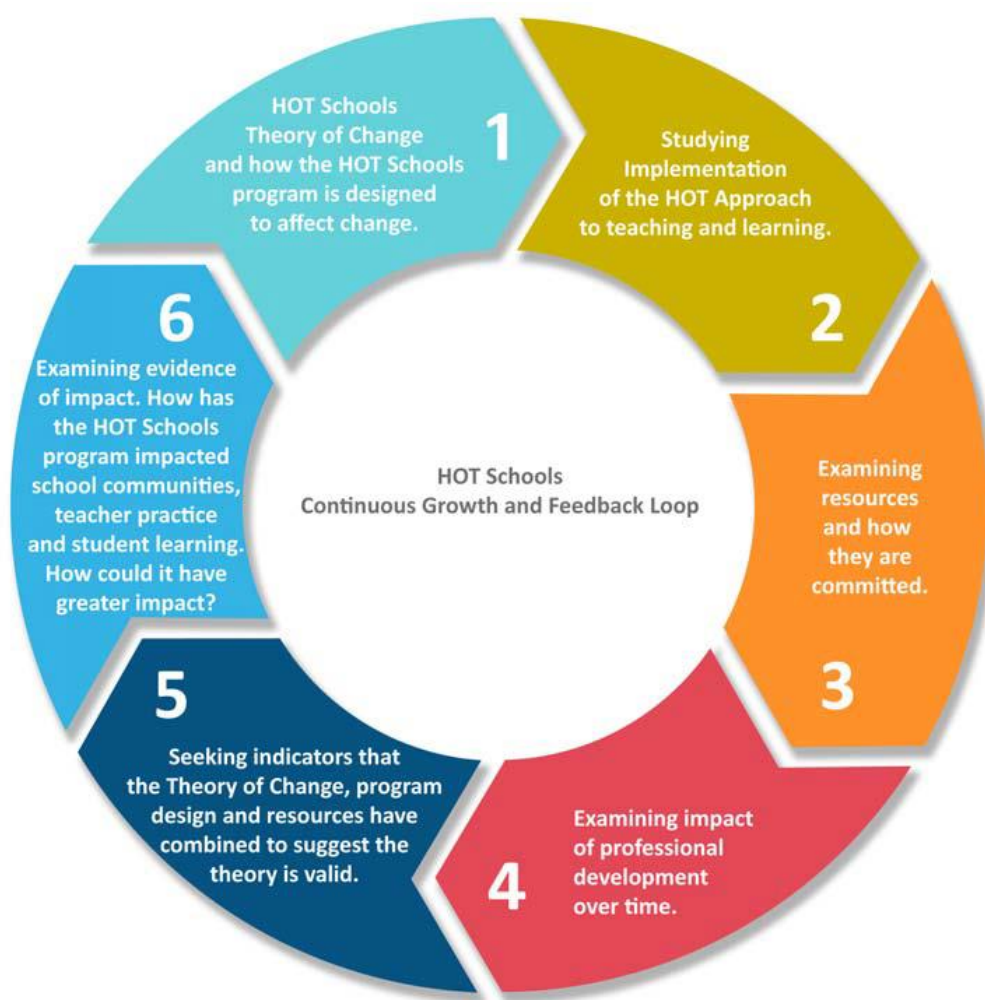 HOT Schools
Theory of Change
and how the HOT Schools
program is designed
to affect change.
1
Studying
Implementation
of the HOT Approach
to teaching and learning.
2
Examining
resources
and how
they are
committed.
3
Examining impact
of professional
development
over time.
4
5
Seeking indicators that
the Theory of Change, program
design and resources have
combined to suggest the
theory is valid.
6
Examining evidence
of impact. How has
the HOT Schools
program impacted
school communities,
teacher practice
and student learning.
How could it have
greater impact?
HOT Schools
Continuous Growth and Feedback Loop